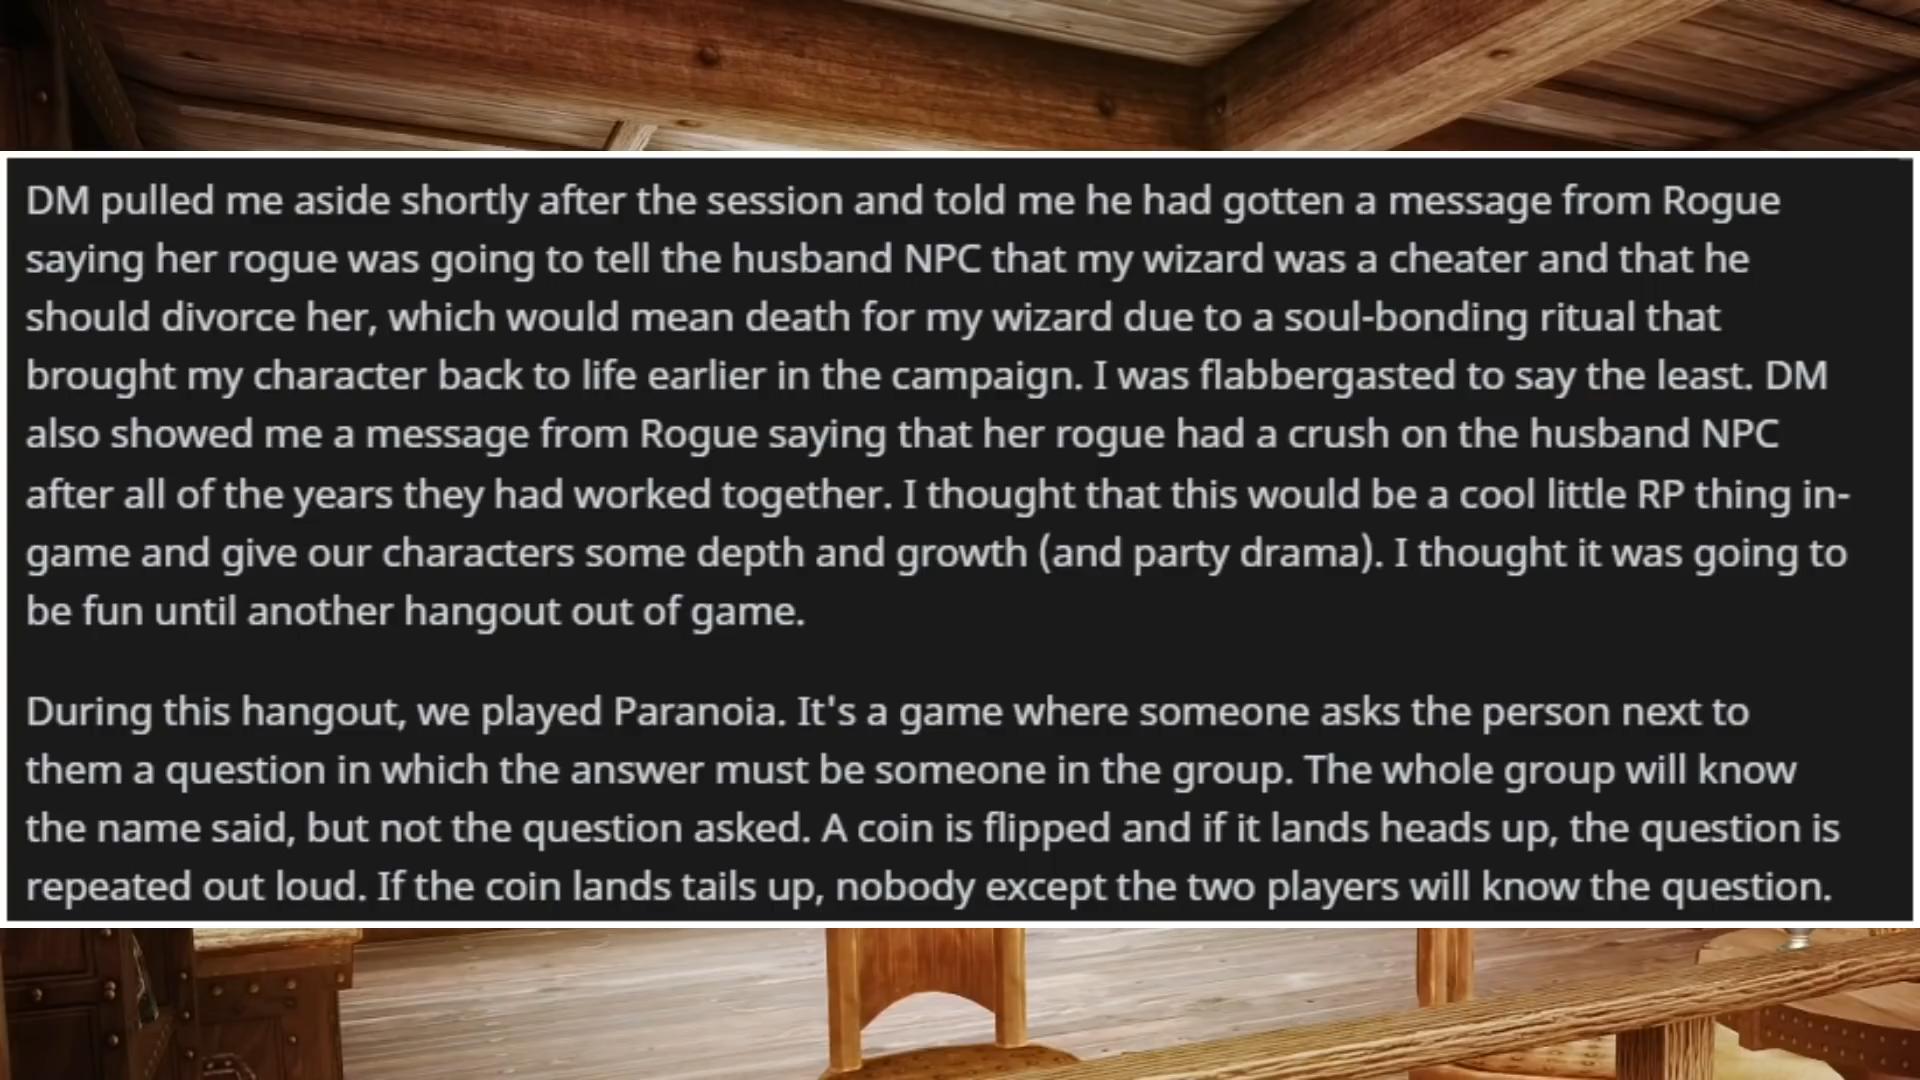 DM pulled me aside shortly after the session and told me he had gotten a message from Rogue
saying her rogue was going to tell the husband NPC that my wizard was a cheater and that he
should divorce her, which would mean death for my wizard due to a soul-bonding ritual that
brought my character back to life earlier in the campaign. I was flabbergasted to say the least. DM
also showed me a message from Rogue saying that her rogue had a crush on the husband NPC
after all of the years they had worked together. I thought that this would be a cool little RP thing in-
game and give our characters some depth and growth (and party drama). I thought it was going to
be fun until another hangout out of game.
During this hangout, we played Paranoia. It's a game where someone asks the person next to
them a question in which the answer must be someone in the group. The whole group will know
the name said, but not the question asked. A coin is flipped and if it lands heads up, the question is
repeated out loud. If the coin lands tails up, nobody except the two players will know the question.